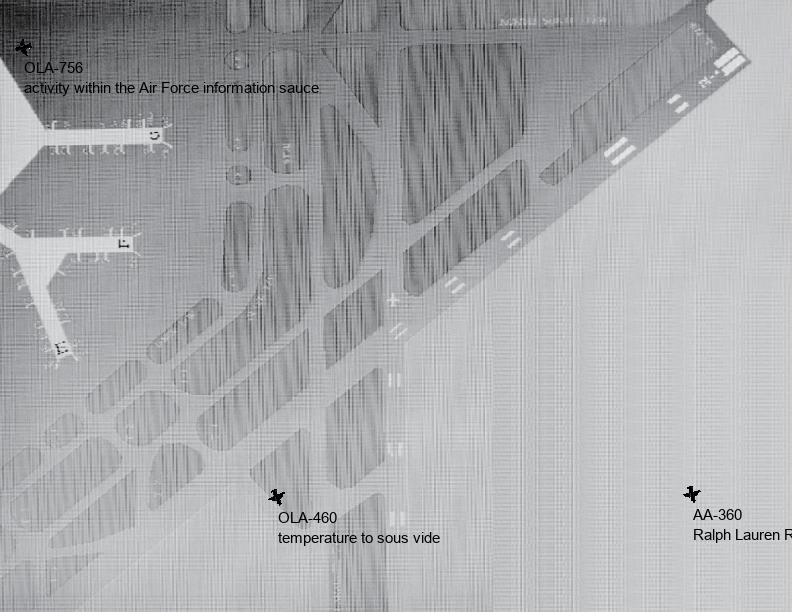 OLA-756
activity within the Air Force information sauce
G
F
E
OLA-460
temperature to sous vide
AA-360
Ralph Lauren R